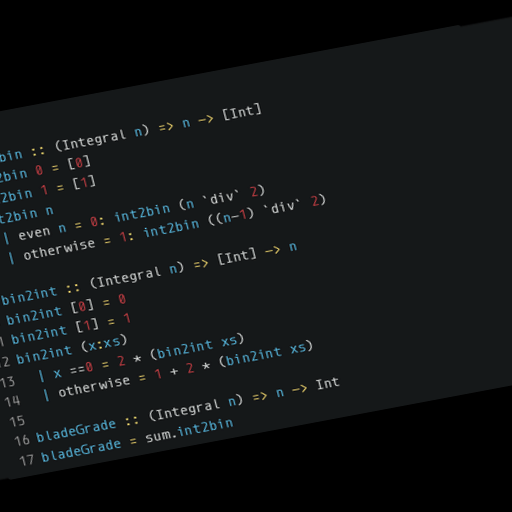 bin :: (Integral n) => n -> [Int]
2bin 0 = [0]
2bin 1 = [1]
t2bin n
| even n = 0: int2bin (n `div` 2)
| otherwise = 1: int2bin ((n-1) `div` 2)
bin2int :: (Integral n) => [Int] -> n
bin2int [0] = 0
1 bin2int [1] = 1
12 bin2int (x:xs)
13 | x ==0 = 2 * (bin2int xs)
14 | otherwise = 1 + 2 * (bin2int xs)
15
16 bladeGrade :: (Integral n) => n -> Int
17 bladeGrade = sum.int2bin